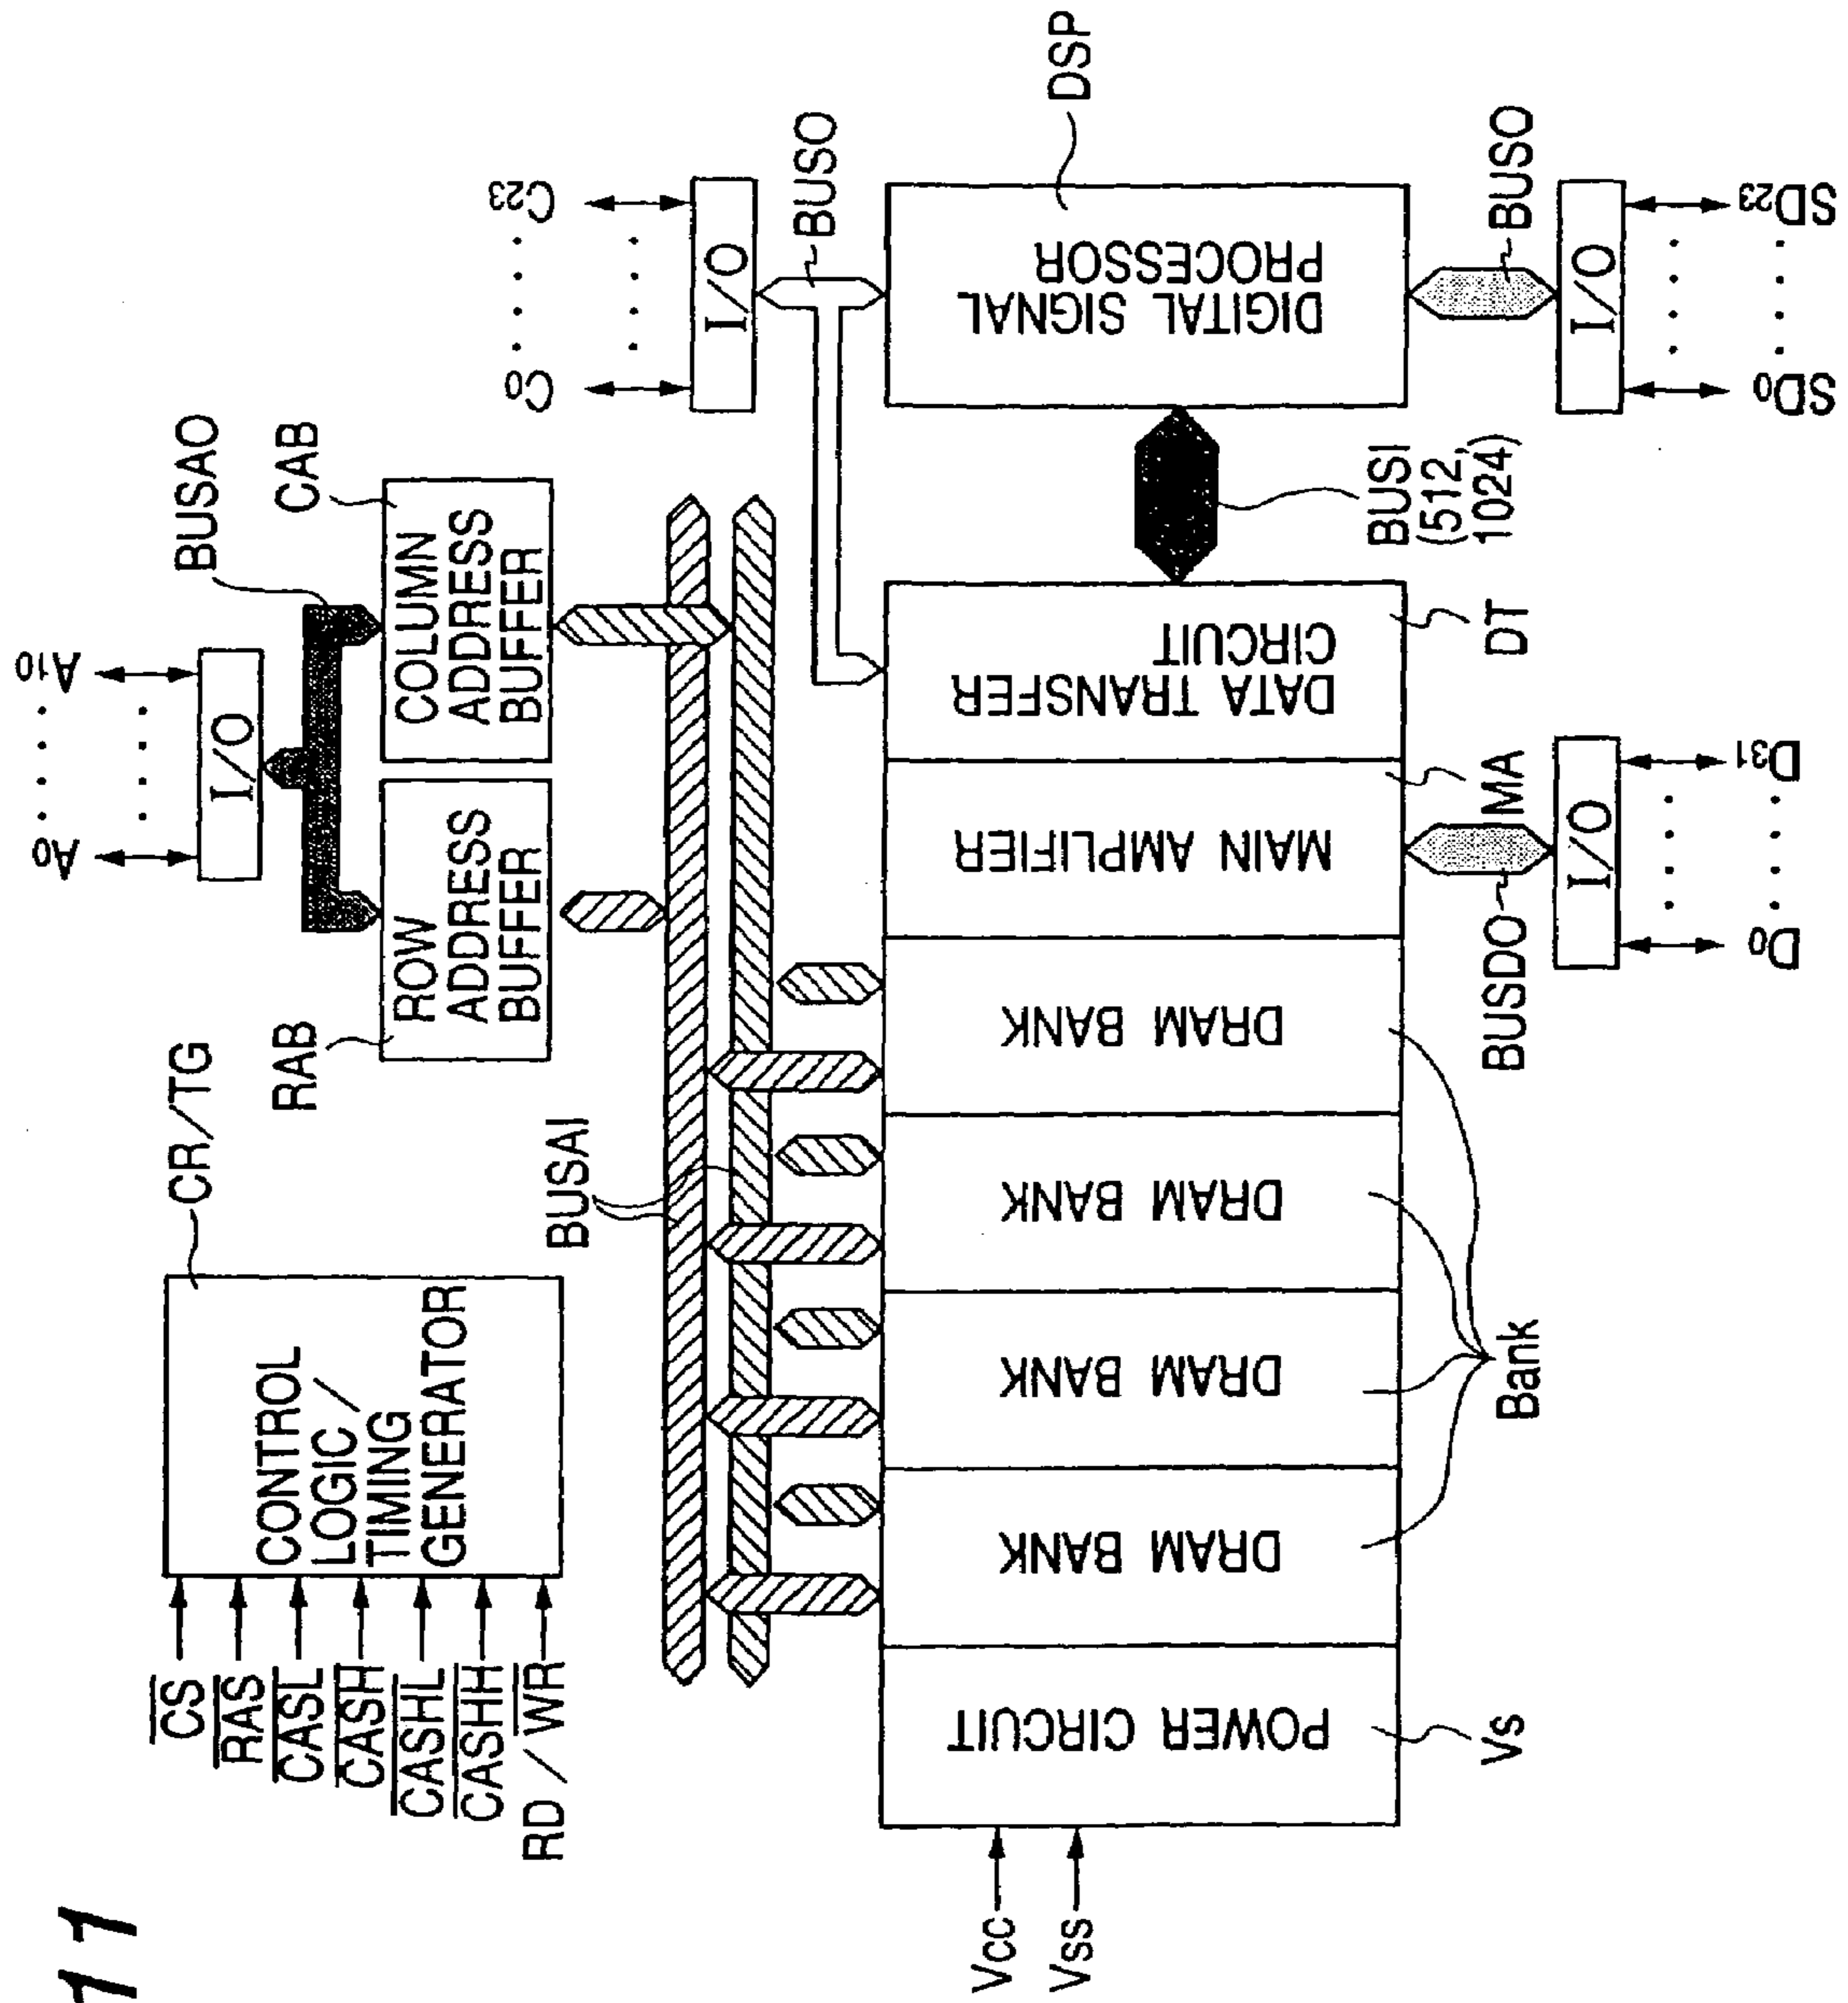 11
CS
RAS
CASL
CASH
CASHL
CASHH
RD / WR
CONTROL
LOGIC /
TIMING
GENERATOR
CR/TG
A0
A10
I/O
BUSAO
RAB
ROW
ADDRESS
BUFFER
CAB
COLUMN
ADDRESS
BUFFER
BUSAI
C0
C23
I/O
BUSO
VCC
VSS
POWER CIRCUIT
Vs
DRAM BANK
DRAM BANK
DRAM BANK
DRAM BANK
Bank
MAIN AMPLIFIER
MA
DATA TRANSFER
CIRCUIT
DT
BUSI
(512,
1024)
DIGITAL SIGNAL
PROCESSOR
DSP
BUSDO
I/O
D0
D31
BUSO
I/O
SD0
SD23